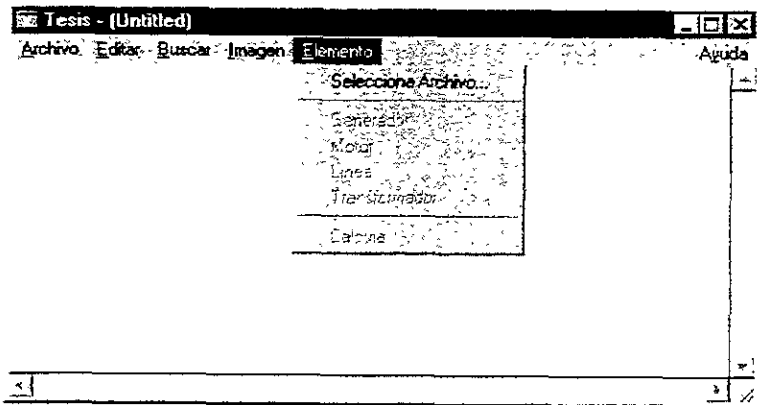 Tesis - (Untitled)
Archivo Editar Buscar Imagen Elemento Ayuda
Selecciona Archivo...
Generador
Motor
Linea
Transformador
Calcula